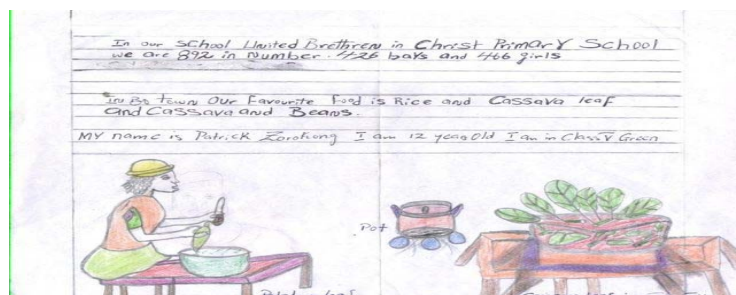 In our School United Brethren in Christ Primary School
we are 892 in Number. 426 boys and 466 girls
In Bo town Our Favourite Food is Rice and Cassava leaf
and Cassava and Beans.
MY name is Patrick I am 12 year Old I am in Class V Green
Pot